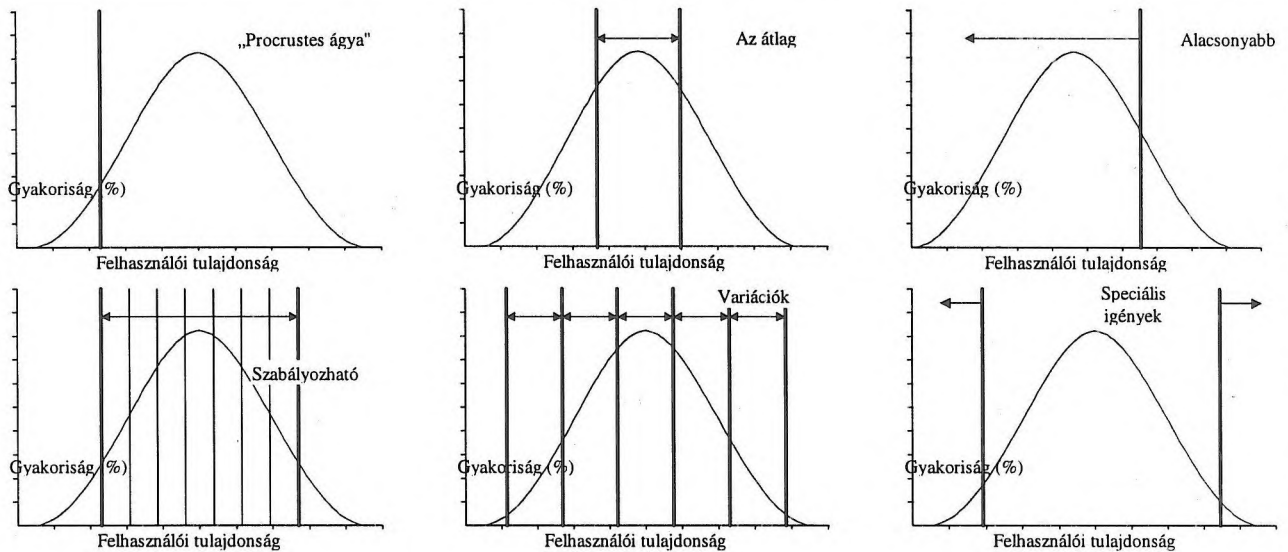 „Procrustes ágya"
Gyakoriság (%)
Felhasználói tulajdonság
Az átlag
Gyakoriság (%)
Felhasználói tulajdonság
Alacsonyabb
Gyakoriság (%)
Felhasználói tulajdonság
Szabályozható
Gyakoriság (%)
Felhasználói tulajdonság
Variációk
Gyakoriság (%)
Felhasználói tulajdonság
Speciális
igények
Gyakoriság (%)
Felhasználói tulajdonság